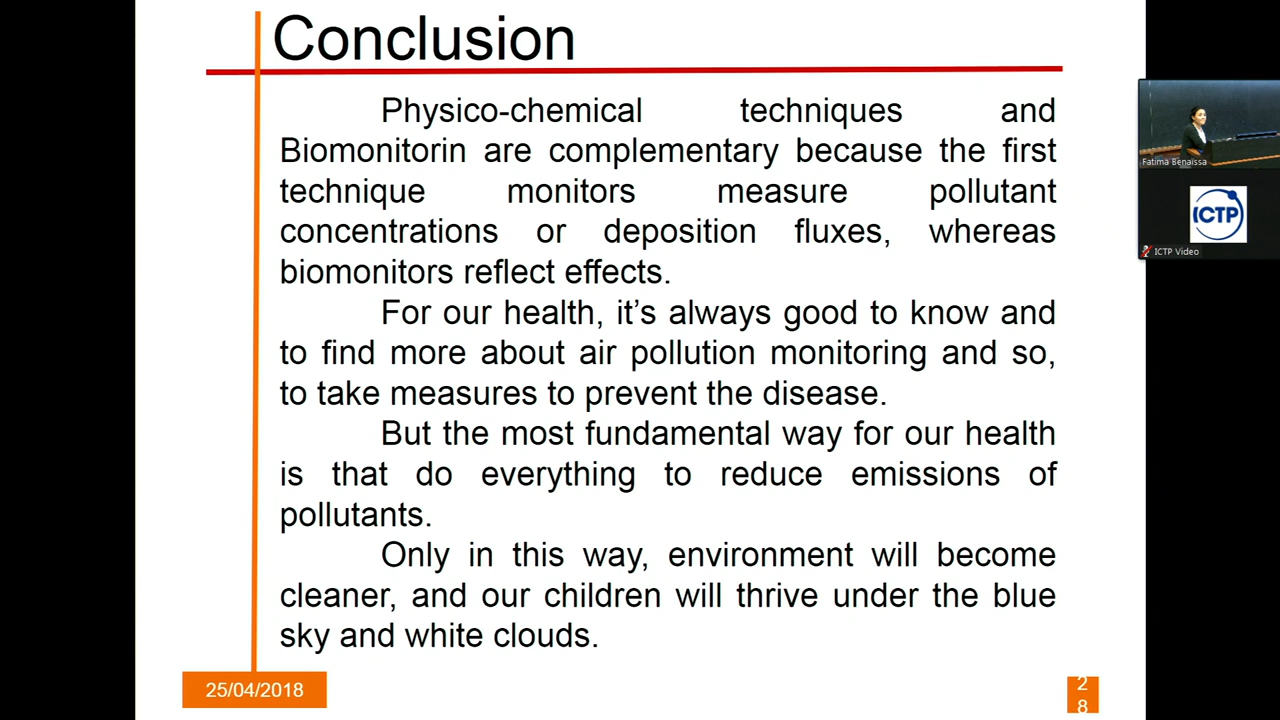 Conclusion
Physico-chemical techniques and
Biomonitorin are complementary because the first
technique monitors measure pollutant
concentrations or deposition fluxes, whereas
biomonitors reflect effects.
For our health, it's always good to know and
to find more about air pollution monitoring and so,
to take measures to prevent the disease.
But the most fundamental way for our health
is that do everything to reduce emissions of
pollutants.
Only in this way, environment will become
cleaner, and our children will thrive under the blue
sky and white clouds.
25/04/2018
2
8
Fatima Benaissa
ICTP
ICTP Video